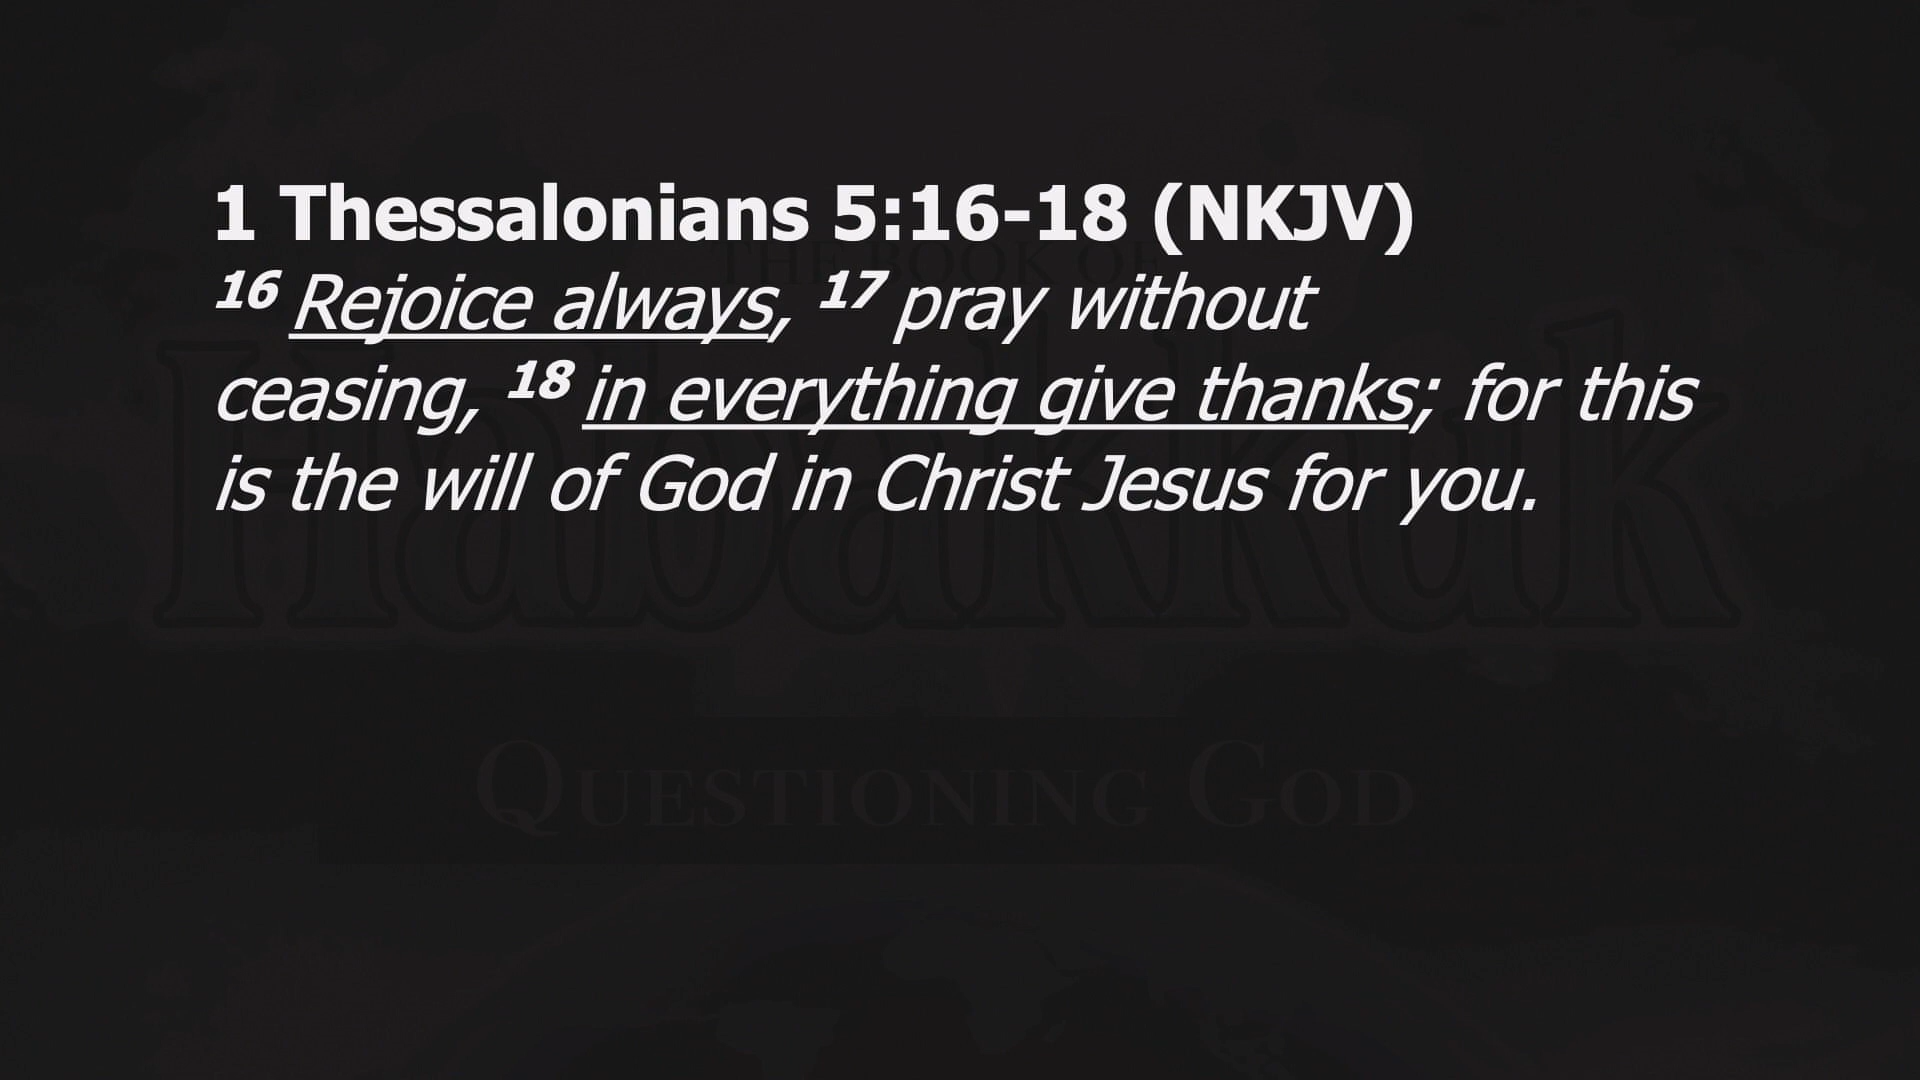 1 Thessalonians 5:16-18 (NKJV)
16 Rejoice always, 17 pray without
ceasing, 18 in everything give thanks; for this
is the will of God in Christ Jesus for you.
THE BOOK OF
Habakkuk
QUESTIONING GOD